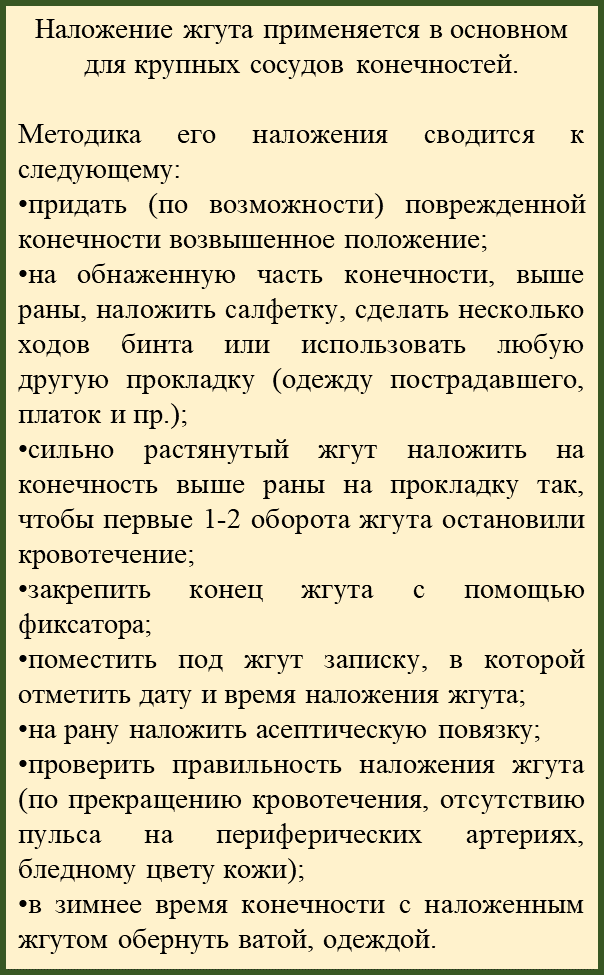 Наложение жгута применяется в основном
для крупных сосудов конечностей.
Методика его наложения сводится к
следующему:
•придать (по возможности) поврежденной
конечности возвышенное положение;
•на обнаженную часть конечности, выше
раны, наложить салфетку, сделать несколько
ходов бинта или использовать любую
другую прокладку (одежду пострадавшего,
платок и пр.);
•сильно растянутый жгут наложить на
конечность выше раны на прокладку так,
чтобы первые 1-2 оборота жгута остановили
кровотечение;
•закрепить конец жгута с помощью
фиксатора;
•поместить под жгут записку, в которой
отметить дату и время наложения жгута;
•на рану наложить асептическую повязку;
•проверить правильность наложения жгута
(по прекращению кровотечения, отсутствию
пульса на периферических артериях,
бледному цвету кожи);
•в зимнее время конечности с наложенным
жгутом обернуть ватой, одеждой.